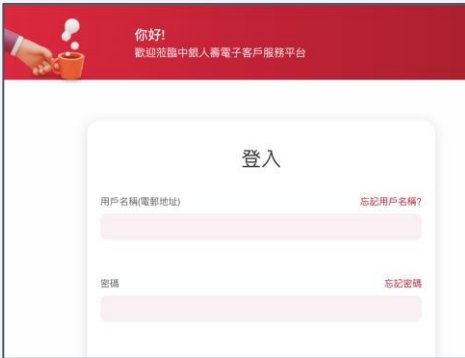 你好!
歡迎蒞臨中銀人壽電子客戶服務平台
登入
用戶名稱(電郵地址) 忘記用戶名稱?
密碼 忘記密碼